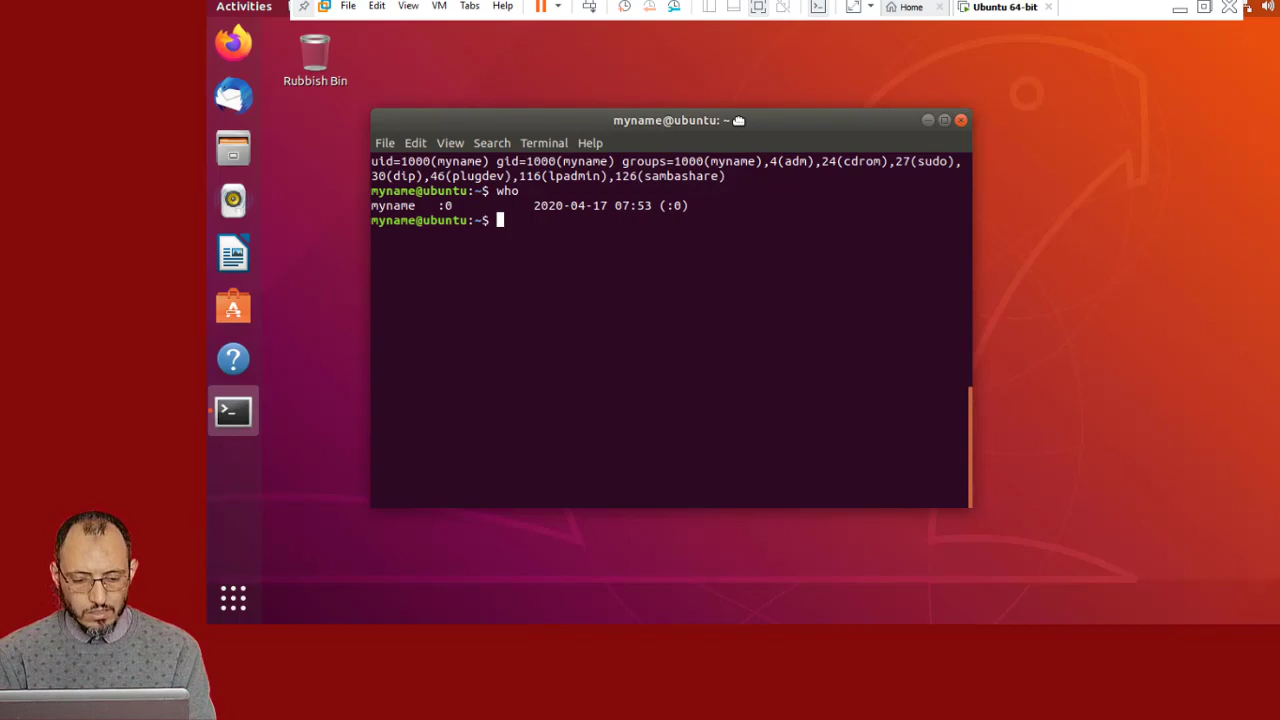 Activities
File Edit View VM Tabs Help
Home
Ubuntu 64-bit
Rubbish Bin
myname@ubuntu: ~
File Edit View Search Terminal Help
uid=1000(myname) gid=1000(myname) groups=1000(myname),4(adm),24(cdrom),27(sudo),
30(dip),46(plugdev),116(lpadmin),126(sambashare)
myname@ubuntu:~$ who
myname   :0           2020-04-17 07:53 (:0)
myname@ubuntu:~$